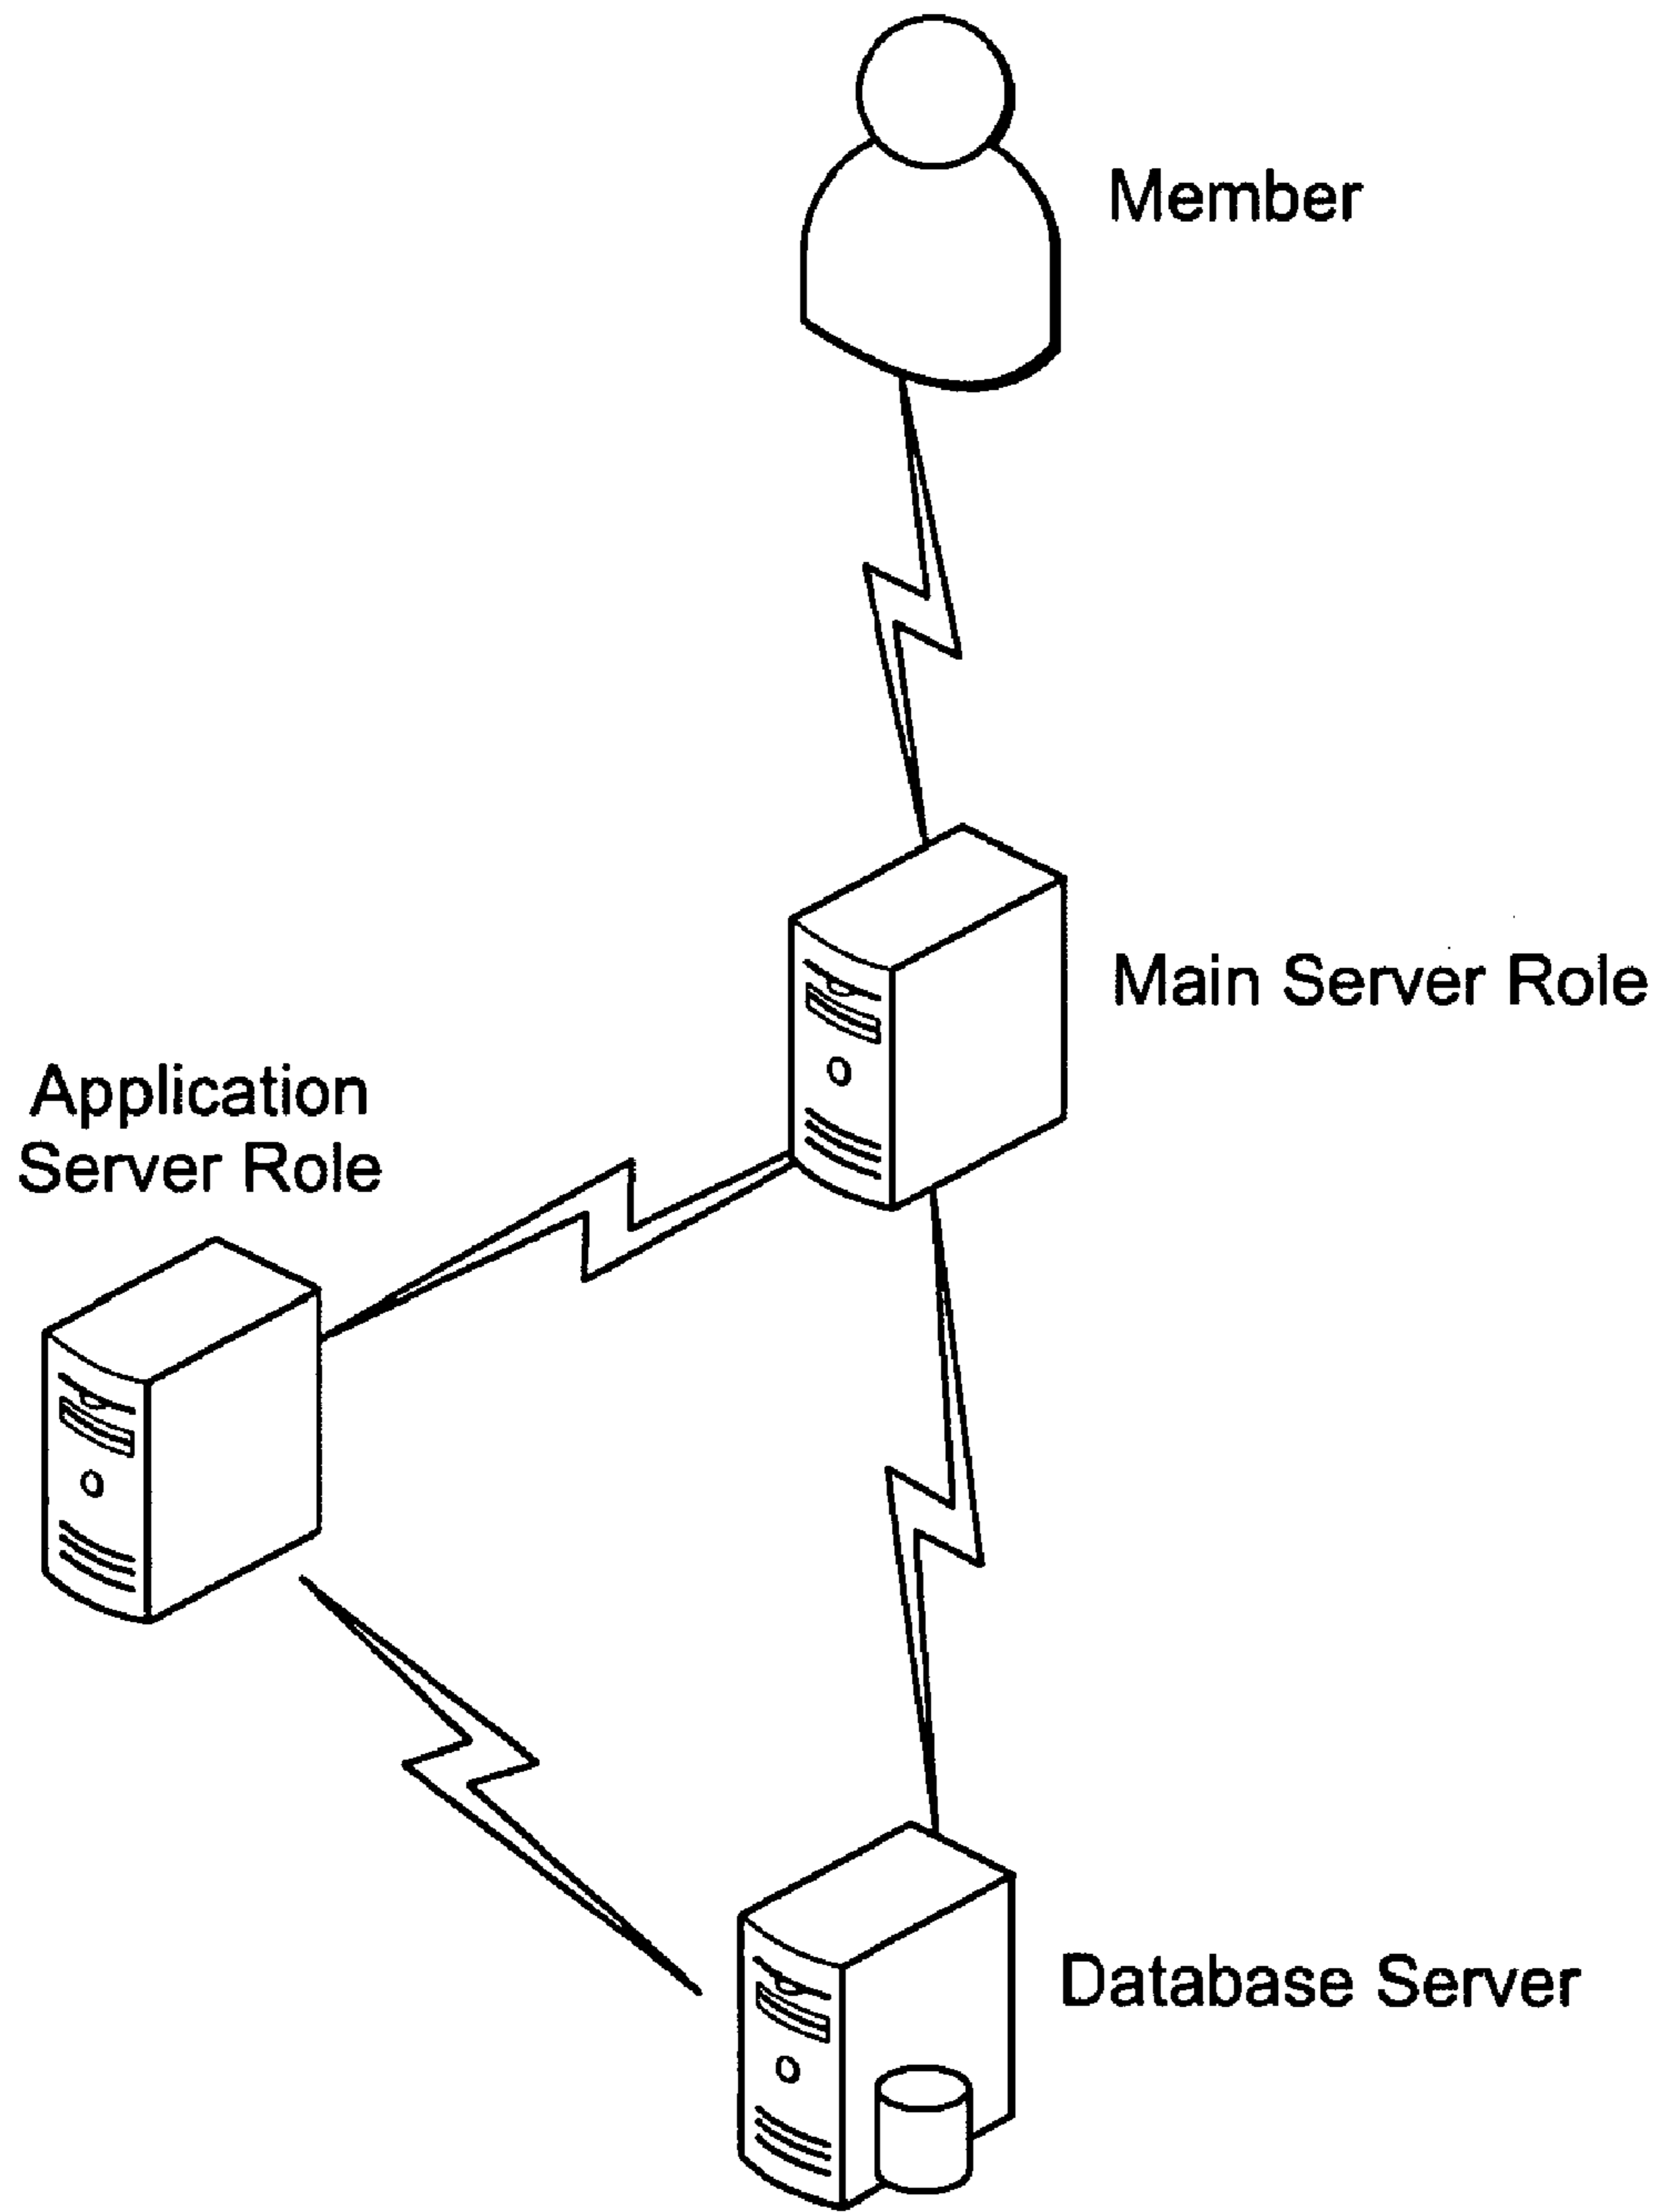 Member
Main Server Role
Application
Server Role
Database Server